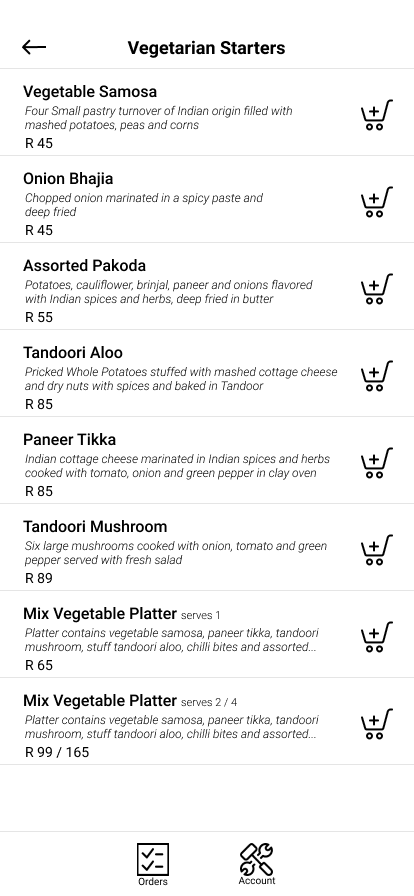 Vegetarian Starters
Vegetable Samosa
Four Small pastry turnover of Indian origin filled with
mashed potatoes, peas and corns
R 45
Onion Bhajia
Chopped onion marinated in a spicy paste and
deep fried
R 45
Assorted Pakoda
Potatoes, cauliflower, brinjal, paneer and onions flavored
with Indian spices and herbs, deep fried in butter
R 55
Tandoori Aloo
Pricked Whole Potatoes stuffed with mashed cottage cheese
and dry nuts with spices and baked in Tandoor
R 85
Paneer Tikka
Indian cottage cheese marinated in Indian spices and herbs
cooked with tomato, onion and green pepper in clay oven
R 85
Tandoori Mushroom
Six large mushrooms cooked with onion, tomato and green
pepper served with fresh salad
R 89
Mix Vegetable Platter serves 1
Platter contains vegetable samosa, paneer tikka, tandoori
mushroom, stuff tandoori aloo, chilli bites and assorted...
R 65
Mix Vegetable Platter serves 2 / 4
Platter contains vegetable samosa, paneer tikka, tandoori
mushroom, stuff tandoori aloo, chilli bites and assorted...
R 99 / 165
Orders Account